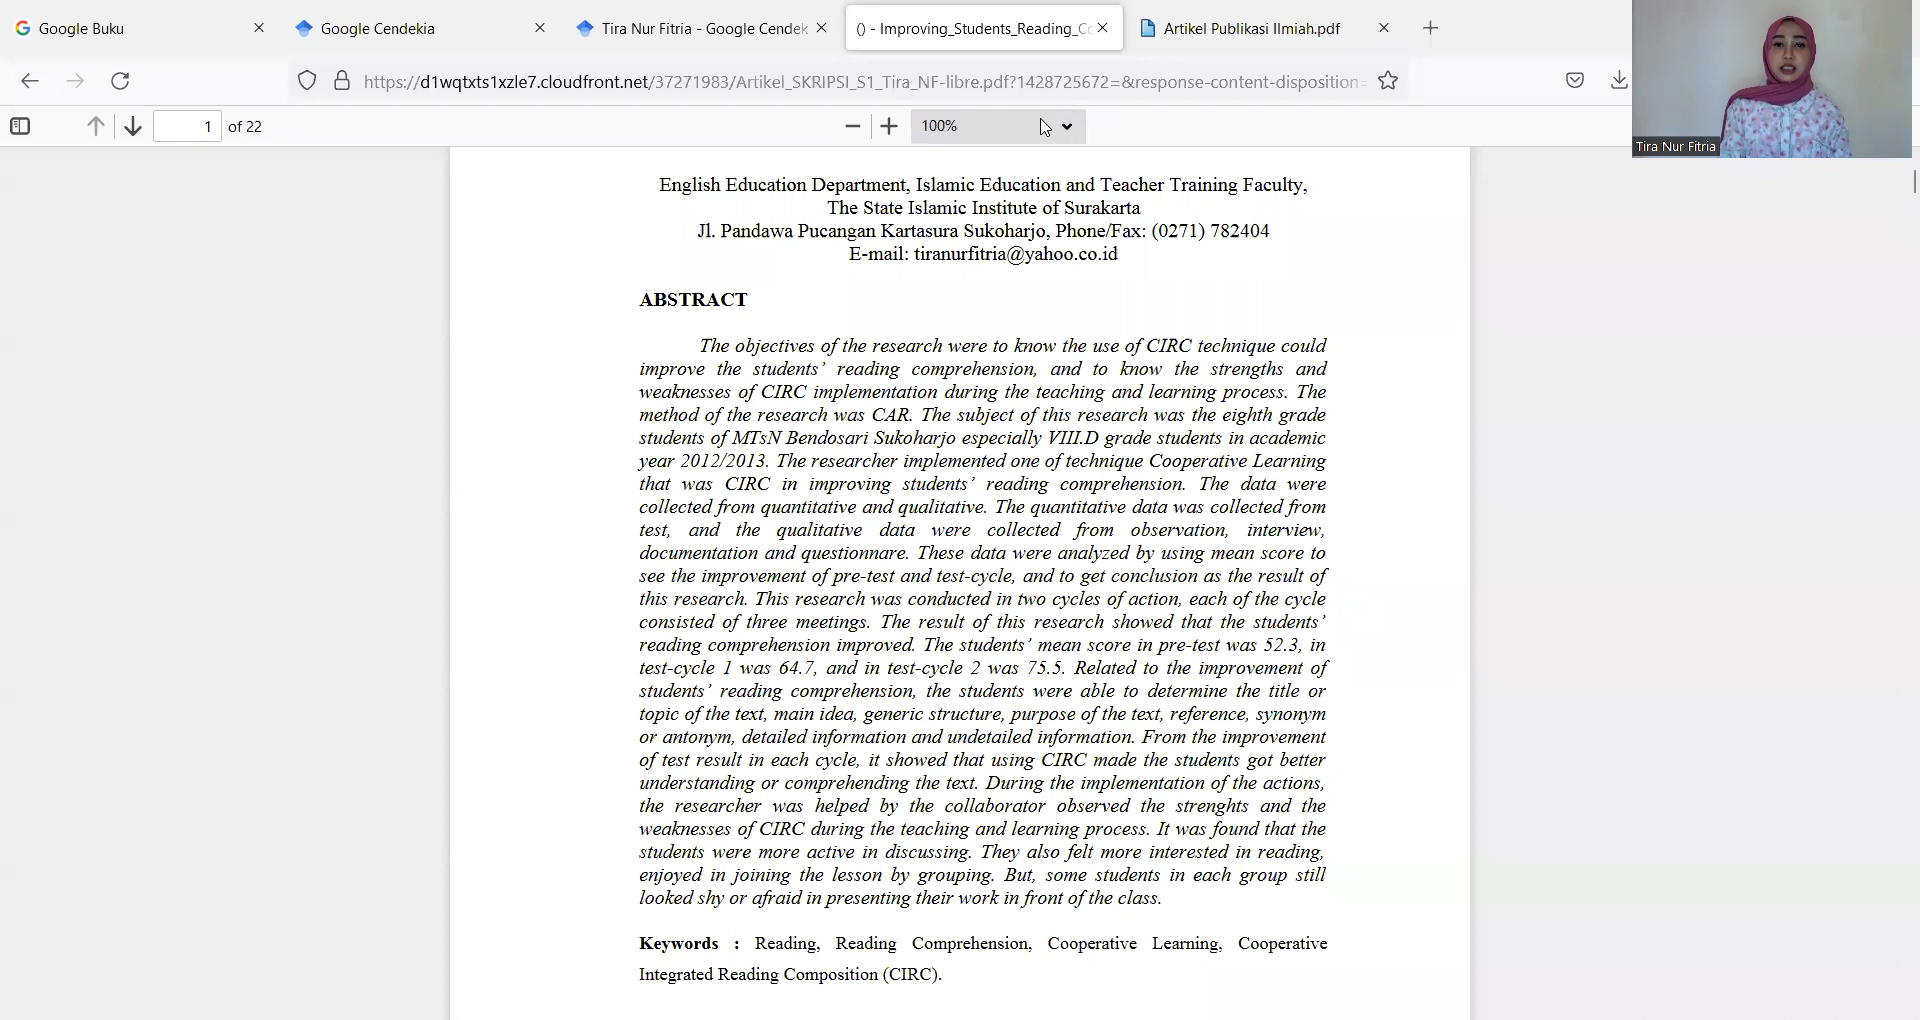 Google Buku
Google Cendekia
Tira Nur Fitria - Google Cendek
() - Improving_Students_Reading_Co
Artikel Publikasi Ilmiah.pdf
https://d1wqtxts1xzle7.cloudfront.net/37271983/Artikel_SKRIPSI_S1_Tira_NF-libre.pdf?1428725672=&response-content-disposition=
1 of 22
100%
Tira Nur Fitria
English Education Department, Islamic Education and Teacher Training Faculty,
The State Islamic Institute of Surakarta
Jl. Pandawa Pucangan Kartasura Sukoharjo, Phone/Fax: (0271) 782404
E-mail: tiranurfitria@yahoo.co.id
ABSTRACT
The objectives of the research were to know the use of CIRC technique could
improve the students’ reading comprehension, and to know the strengths and
weaknesses of CIRC implementation during the teaching and learning process. The
method of the research was CAR. The subject of this research was the eighth grade
students of MTsN Bendosari Sukoharjo especially VIII.D grade students in academic
year 2012/2013. The researcher implemented one of technique Cooperative Learning
that was CIRC in improving students’ reading comprehension. The data were
collected from quantitative and qualitative. The quantitative data was collected from
test, and the qualitative data were collected from observation, interview,
documentation and questionnare. These data were analyzed by using mean score to
see the improvement of pre-test and test-cycle, and to get conclusion as the result of
this research. This research was conducted in two cycles of action, each of the cycle
consisted of three meetings. The result of this research showed that the students’
reading comprehension improved. The students’ mean score in pre-test was 52.3, in
test-cycle 1 was 64.7, and in test-cycle 2 was 75.5. Related to the improvement of
students’ reading comprehension, the students were able to determine the title or
topic of the text, main idea, generic structure, purpose of the text, reference, synonym
or antonym, detailed information and undetailed information. From the improvement
of test result in each cycle, it showed that using CIRC made the students got better
understanding or comprehending the text. During the implementation of the actions,
the researcher was helped by the collaborator observed the strenghts and the
weaknesses of CIRC during the teaching and learning process. It was found that the
students were more active in discussing. They also felt more interested in reading,
enjoyed in joining the lesson by grouping. But, some students in each group still
looked shy or afraid in presenting their work in front of the class.
Keywords : Reading, Reading Comprehension, Cooperative Learning, Cooperative
Integrated Reading Composition (CIRC).